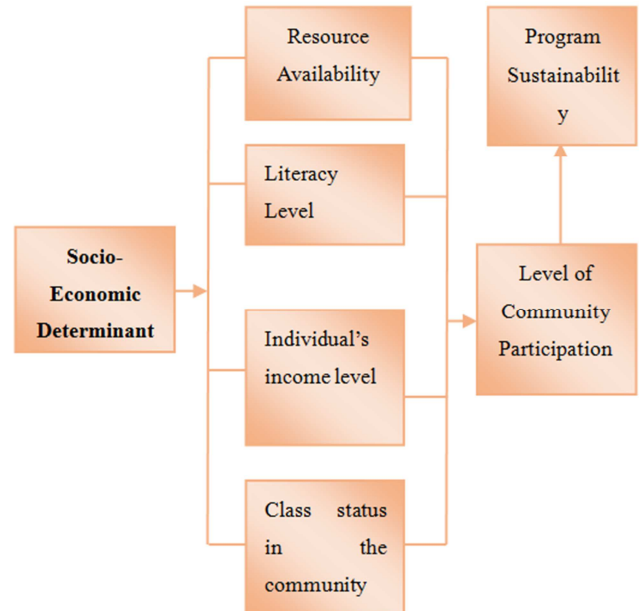 Resource
Availability
Program
Sustainabilit
y
Literacy
Level
Socio-
Economic
Determinant
Level of
Community
Participation
Individual’s
income level
Class status
in the
community